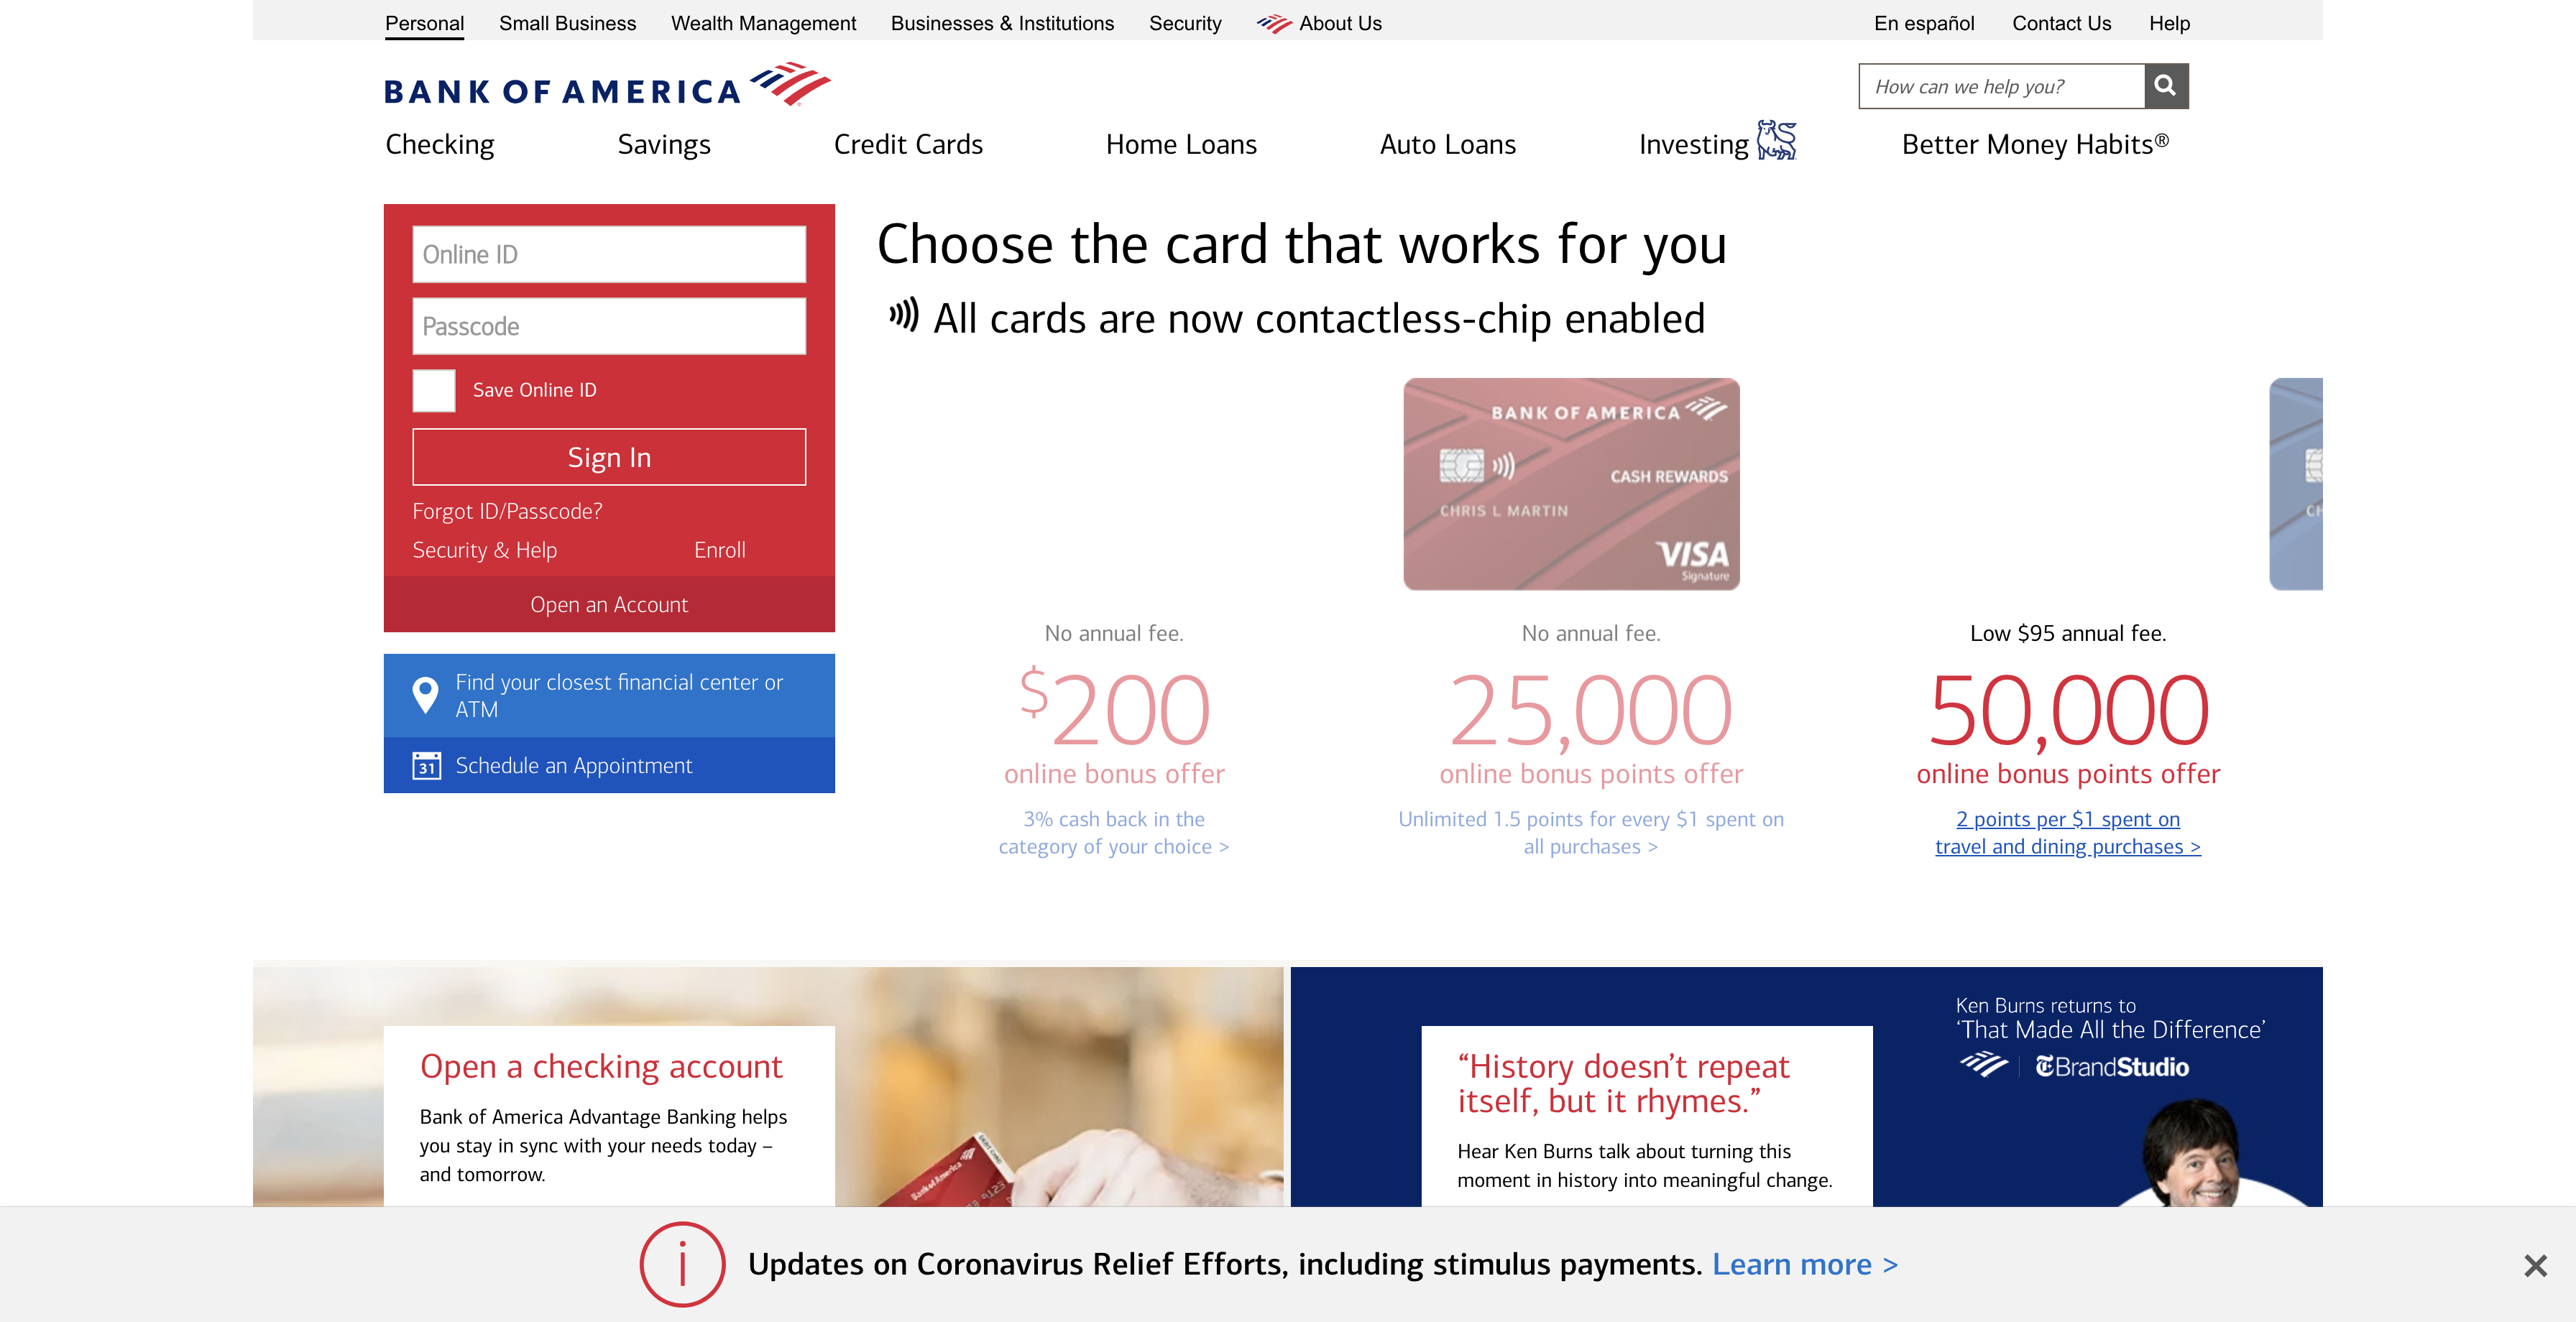 Personal Small Business Wealth Management Businesses & Institutions Security About Us En español Contact Us Help
BANK OF AMERICA
How can we help you?
Checking Savings Credit Cards Home Loans Auto Loans Investing Better Money Habits®
Online ID
Passcode
Save Online ID
Sign In
Forgot ID/Passcode?
Security & Help Enroll
Open an Account
Find your closest financial center or
ATM
31 Schedule an Appointment
Choose the card that works for you
All cards are now contactless-chip enabled
BANK OF AMERICA
CASH REWARDS
CHRIS L MARTIN
VISA
Signature
CH
No annual fee.
$200
online bonus offer
3% cash back in the
category of your choice >
No annual fee.
25,000
online bonus points offer
Unlimited 1.5 points for every $1 spent on
all purchases >
Low $95 annual fee.
50,000
online bonus points offer
2 points per $1 spent on
travel and dining purchases >
Open a checking account
Bank of America Advantage Banking helps
you stay in sync with your needs today –
and tomorrow.
Bank of America
DEBIT CARD
“History doesn’t repeat
itself, but it rhymes.”
Hear Ken Burns talk about turning this
moment in history into meaningful change.
Ken Burns returns to
‘That Made All the Difference’
T BrandStudio
Updates on Coronavirus Relief Efforts, including stimulus payments. Learn more >